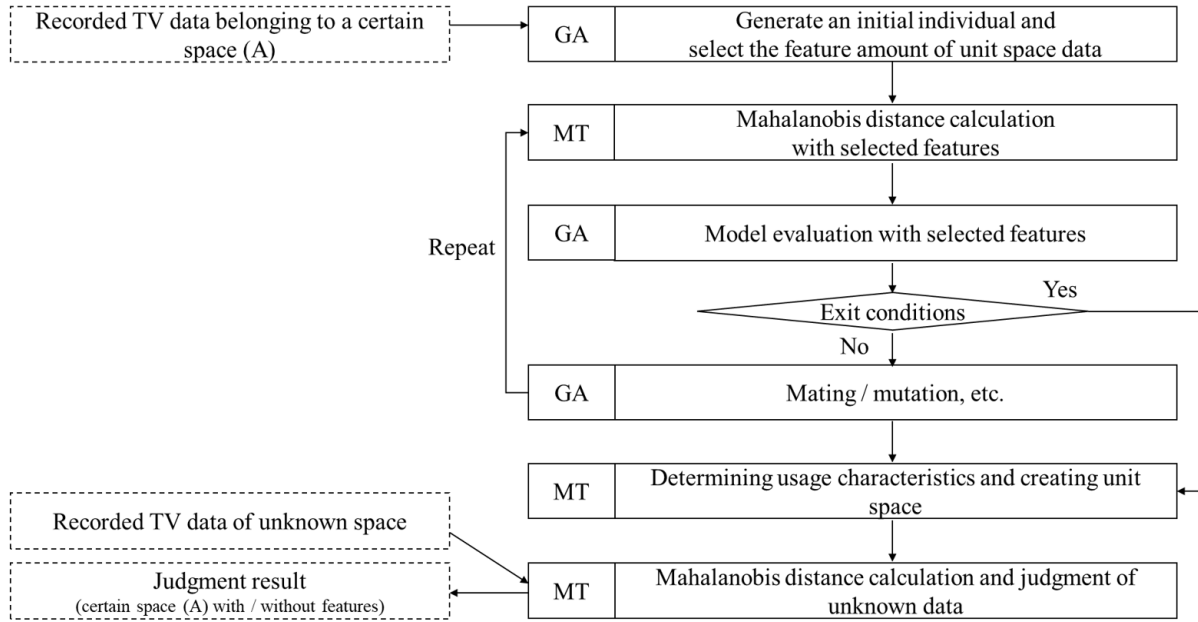 Recorded TV data belonging to a certain
space (A)
GA
Generate an initial individual and
select the feature amount of unit space data
MT
Mahalanobis distance calculation
with selected features
GA
Model evaluation with selected features
Repeat
Exit conditions
Yes
No
GA
Mating / mutation, etc.
MT
Determining usage characteristics and creating unit
space
Recorded TV data of unknown space
Judgment result
(certain space (A) with / without features)
MT
Mahalanobis distance calculation and judgment of
unknown data